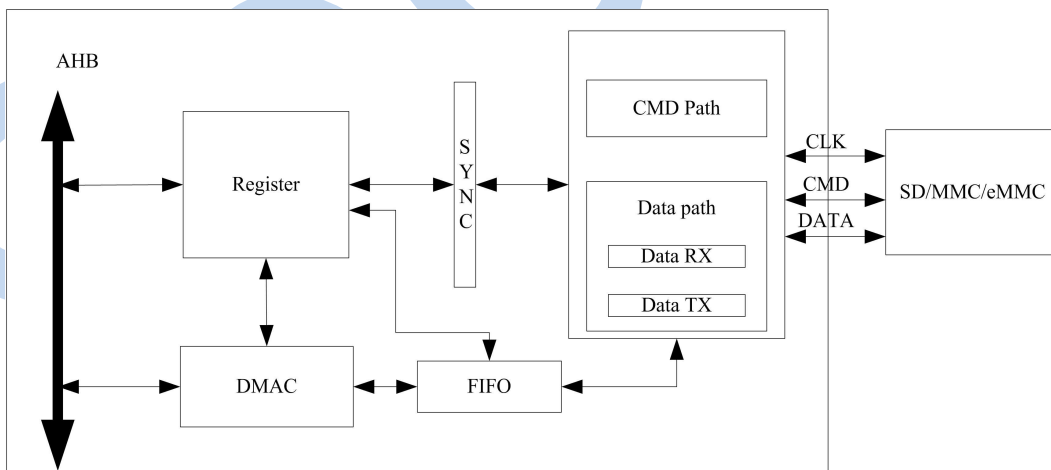 AHB
Register
S
Y
N
C
CMD Path
Data path
Data RX
Data TX
CLK
CMD
DATA
SD/MMC/eMMC
DMAC
FIFO